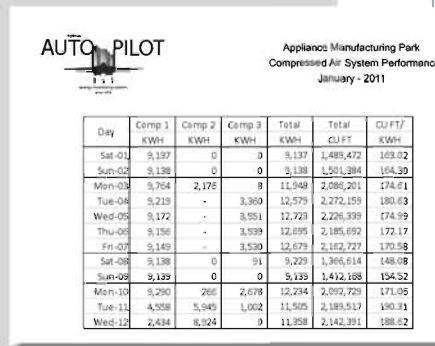 AUTO PILOT
Appliance Manufacturing Park
Compressed Air System Performance
January - 2011
Day Comp 1 KWH Comp 2 KWH Comp 3 KWH Total KWH Total CU FT CU FT/ KWH
Sat-01 9,137 0 0 9,137 1,489,472 163.02
Sun-02 9,138 0 0 9,138 1,501,384 164.30
Mon-03 9,764 2,176 8 11,948 2,086,201 174.61
Tue-04 9,219 - 3,360 12,579 2,272,159 180.63
Wed-05 9,172 - 3,551 12,723 2,226,339 174.99
Thu-06 9,156 - 3,539 12,695 2,185,692 172.17
Fri-07 9,149 - 3,530 12,679 2,162,727 170.58
Sat-08 9,138 0 91 9,229 1,366,614 148.08
Sun-09 9,139 0 0 9,139 1,412,168 154.52
Mon-10 9,290 266 2,678 12,234 2,092,729 171.06
Tue-11 4,558 5,945 1,002 11,505 2,189,517 190.31
Wed-12 2,434 8,924 0 11,358 2,142,391 188.62